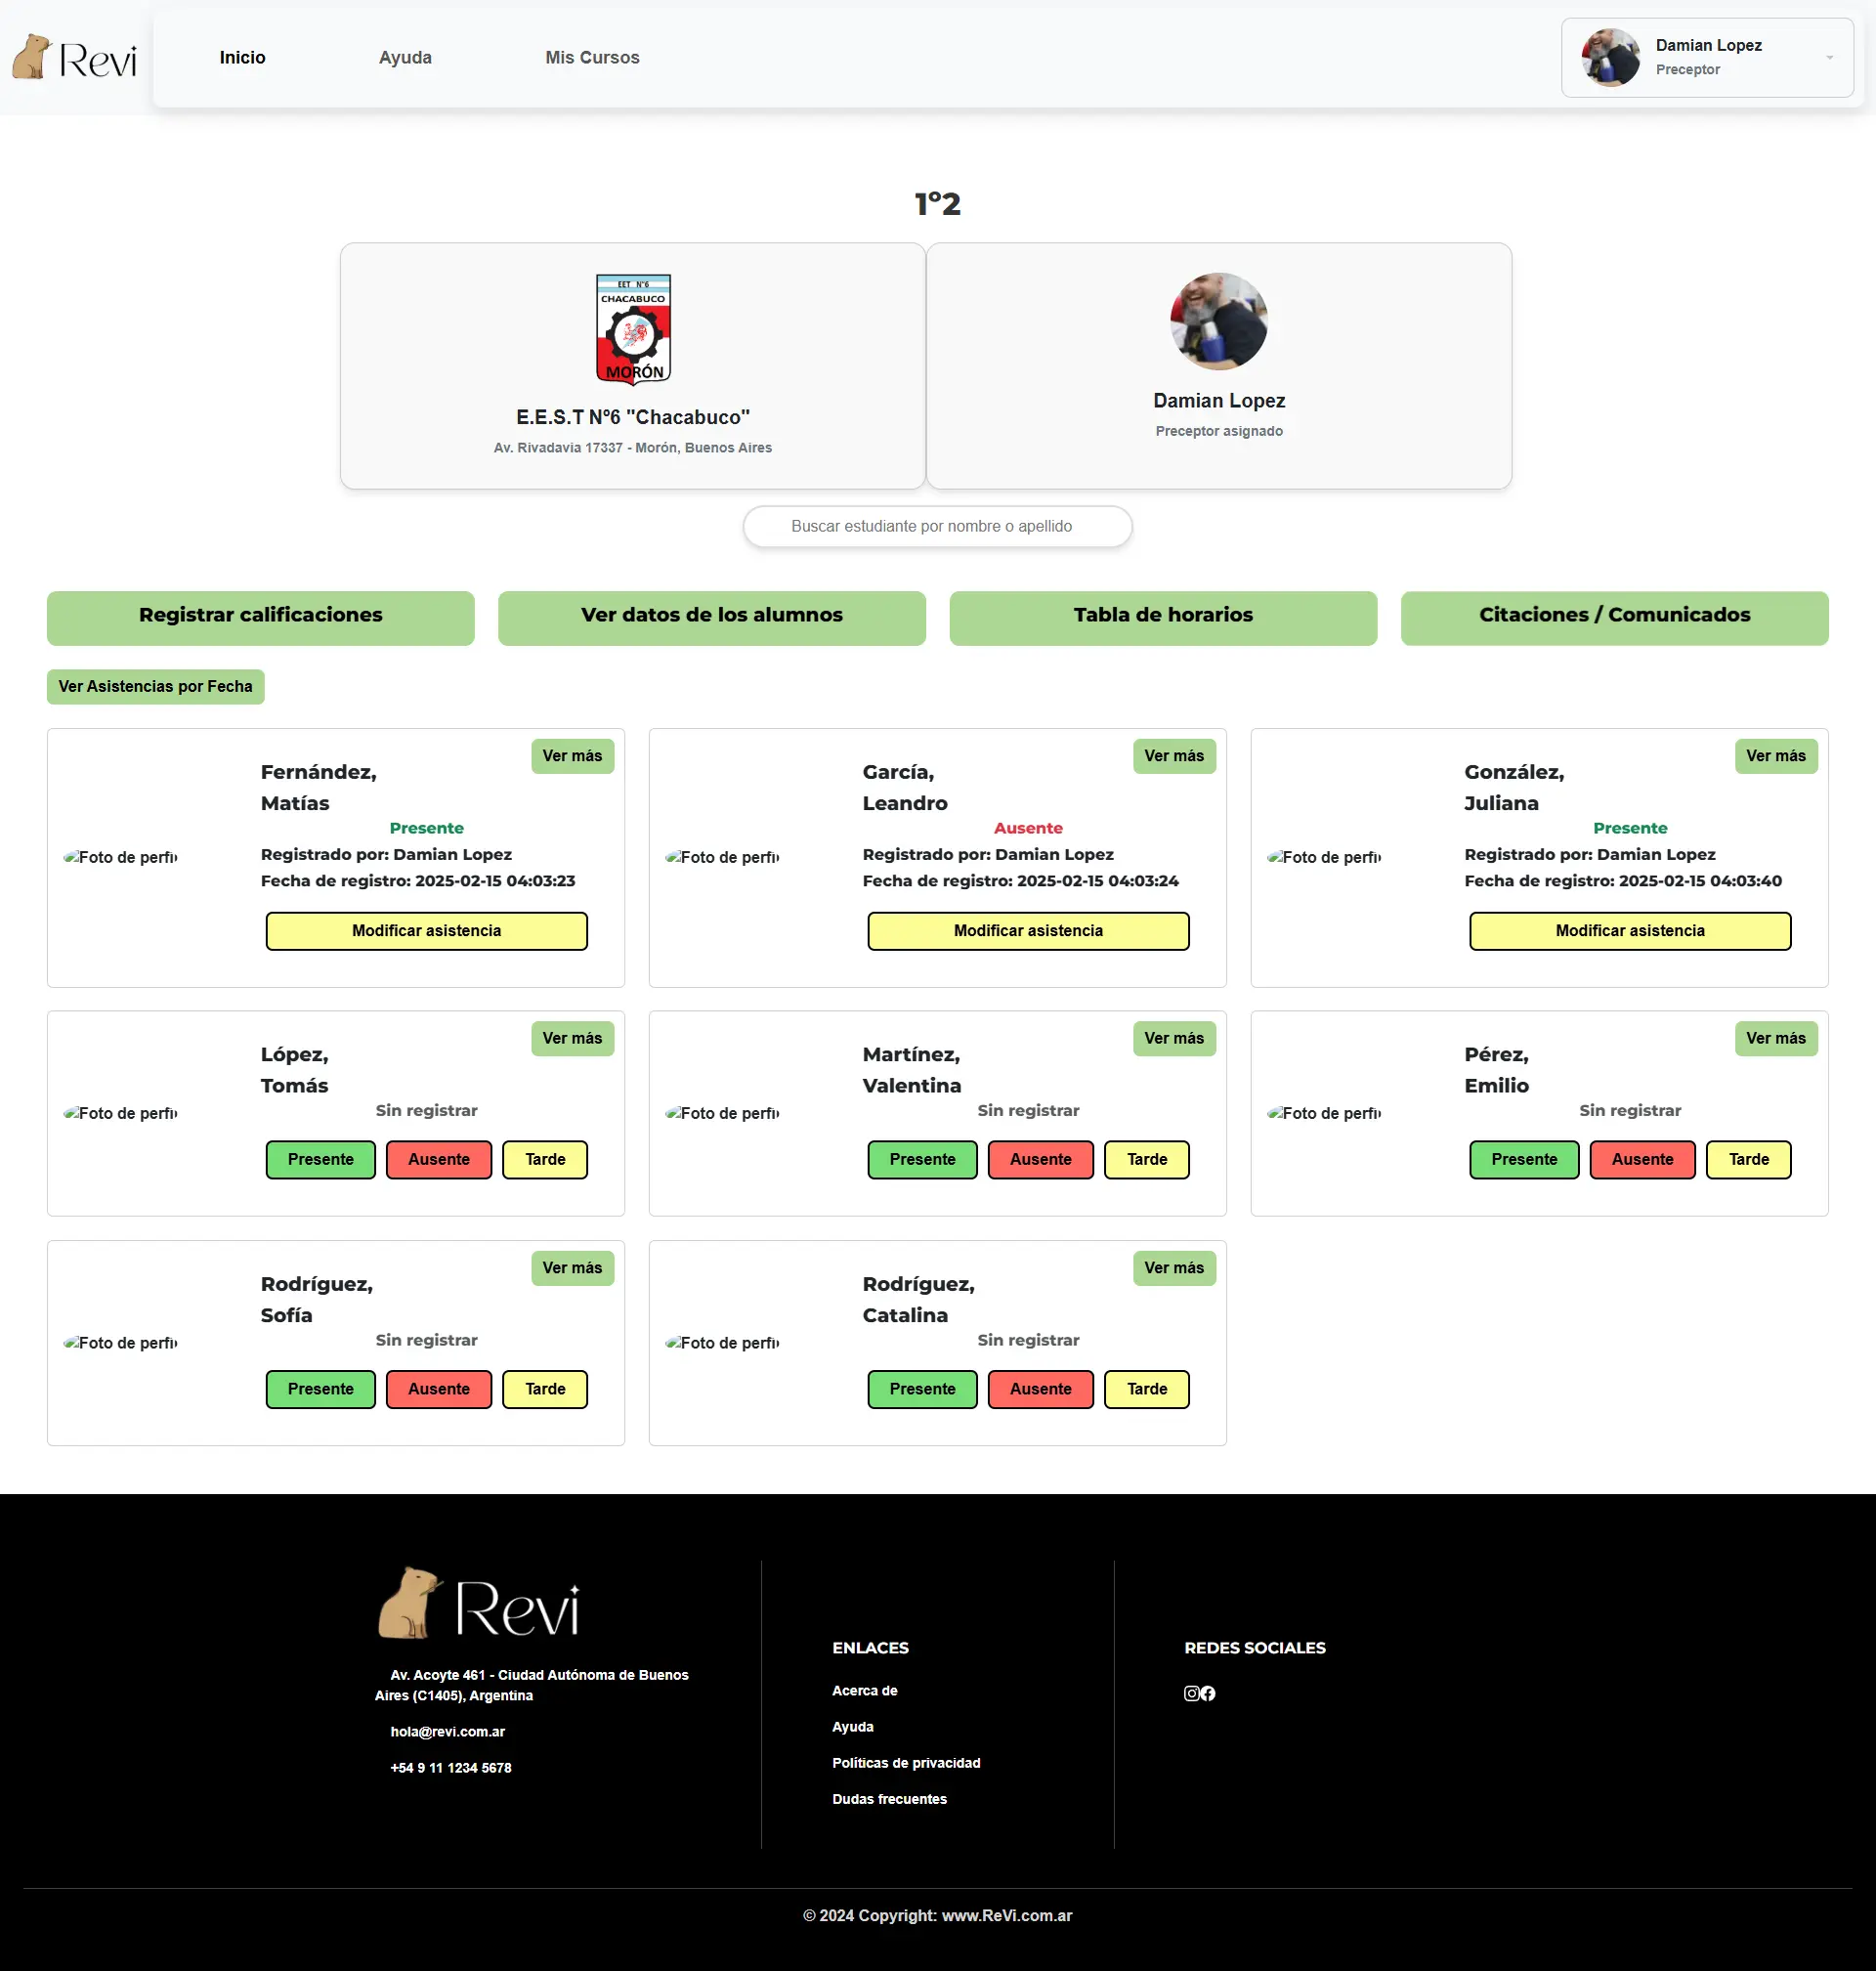 Revi
Inicio
Ayuda
Mis Cursos
Damian Lopez
Preceptor
1º2
EET Nº6
CHACABUCO
MORÓN
E.E.S.T Nº6 "Chacabuco"
Av. Rivadavia 17337 - Morón, Buenos Aires
Damian Lopez
Preceptor asignado
Buscar estudiante por nombre o apellido
Registrar calificaciones
Ver datos de los alumnos
Tabla de horarios
Citaciones / Comunicados
Ver Asistencias por Fecha
Ver más
Fernández,
Matías
Presente
Foto de perfil
Registrado por: Damian Lopez
Fecha de registro: 2025-02-15 04:03:23
Modificar asistencia
Ver más
García,
Leandro
Ausente
Foto de perfil
Registrado por: Damian Lopez
Fecha de registro: 2025-02-15 04:03:24
Modificar asistencia
Ver más
González,
Juliana
Presente
Foto de perfil
Registrado por: Damian Lopez
Fecha de registro: 2025-02-15 04:03:40
Modificar asistencia
Ver más
López,
Tomás
Sin registrar
Foto de perfil
Presente
Ausente
Tarde
Ver más
Martínez,
Valentina
Sin registrar
Foto de perfil
Presente
Ausente
Tarde
Ver más
Pérez,
Emilio
Sin registrar
Foto de perfil
Presente
Ausente
Tarde
Ver más
Rodríguez,
Sofía
Sin registrar
Foto de perfil
Presente
Ausente
Tarde
Ver más
Rodríguez,
Catalina
Sin registrar
Foto de perfil
Presente
Ausente
Tarde
Revi
Av. Acoyte 461 - Ciudad Autónoma de Buenos
Aires (C1405), Argentina
hola@revi.com.ar
+54 9 11 1234 5678
ENLACES
Acerca de
Ayuda
Políticas de privacidad
Dudas frecuentes
REDES SOCIALES
© 2024 Copyright: www.ReVi.com.ar